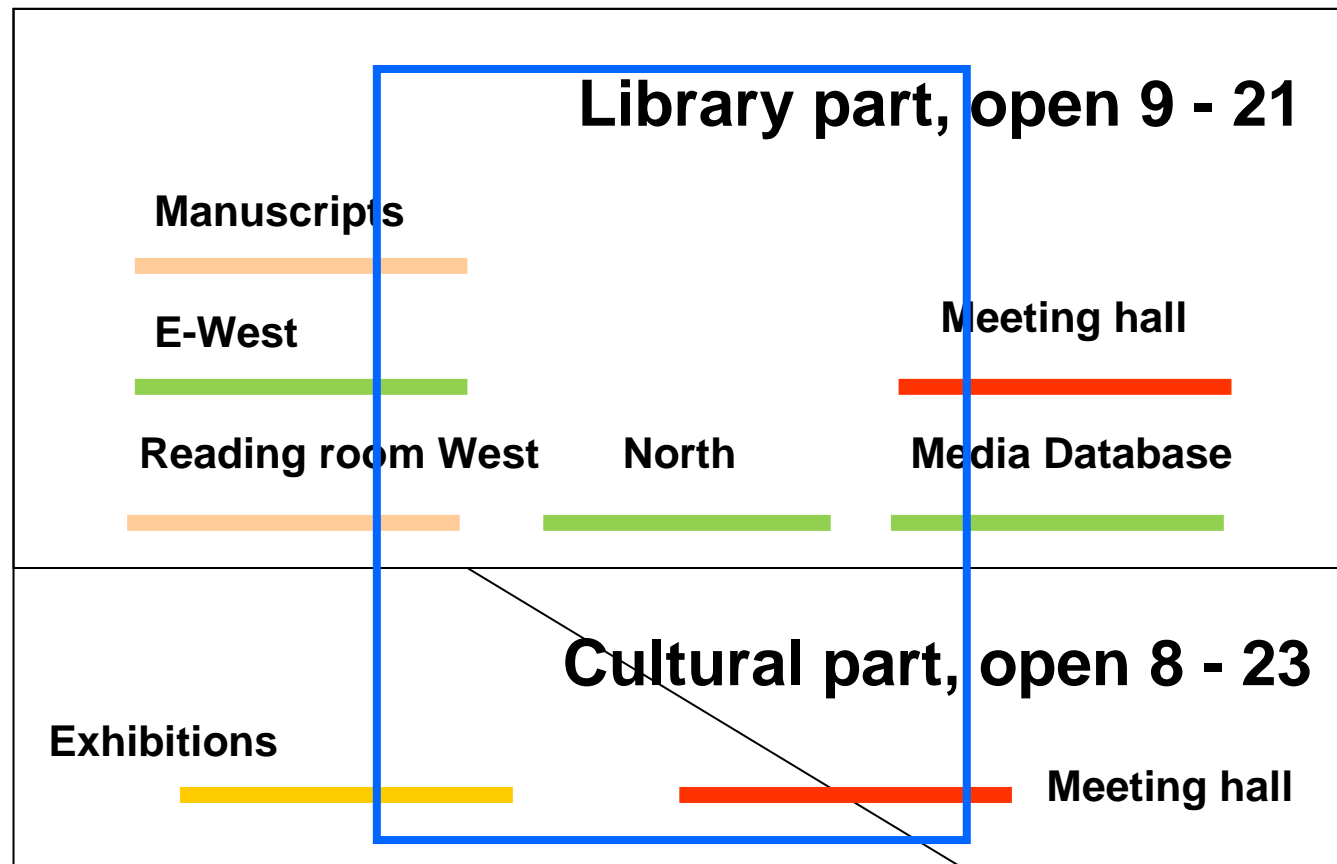 Library part, open 9 - 21
Manuscripts
E-West
Meeting hall
Reading room West
North
Media Database
Cultural part, open 8 - 23
Exhibitions
Meeting hall